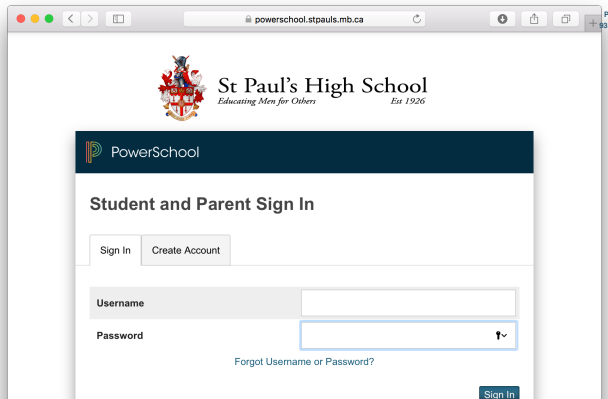 powerschool.stpauls.mb.ca
P
93
St Paul's High School
Educating Men for Others Est 1926
PowerSchool
Student and Parent Sign In
Sign In Create Account
Username
Password
Forgot Username or Password?
Sign In